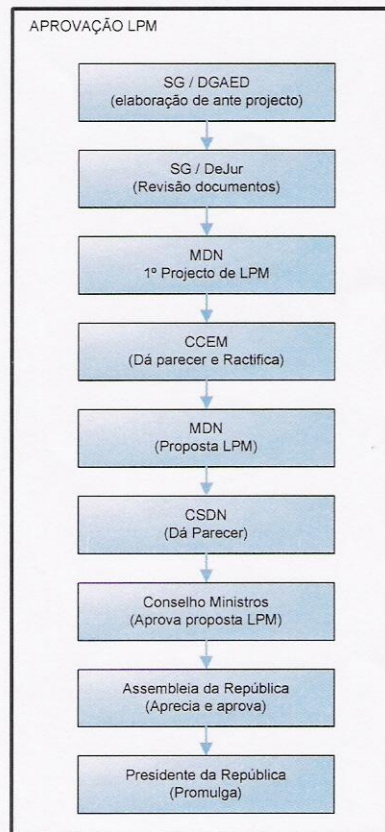 APROVAÇÃO LPM
SG / DGAED
(elaboração de ante projecto)
SG / DeJur
(Revisão documentos)
MDN
1º Projecto de LPM
CCEM
(Dá parecer e Ractifica)
MDN
(Proposta LPM)
CSDN
(Dá Parecer)
Conselho Ministros
(Aprova proposta LPM)
Assembleia da República
(Aprecia e aprova)
Presidente da República
(Promulga)